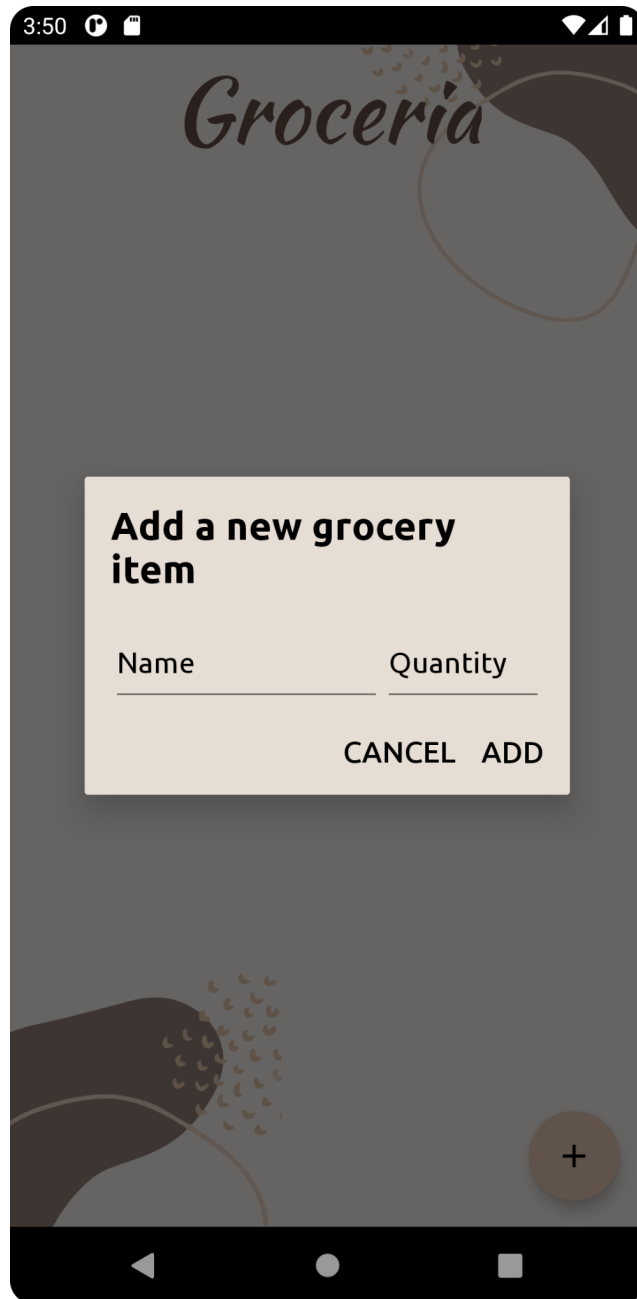 3:50
Groceria
Add a new grocery
item
Name Quantity
CANCEL ADD
+